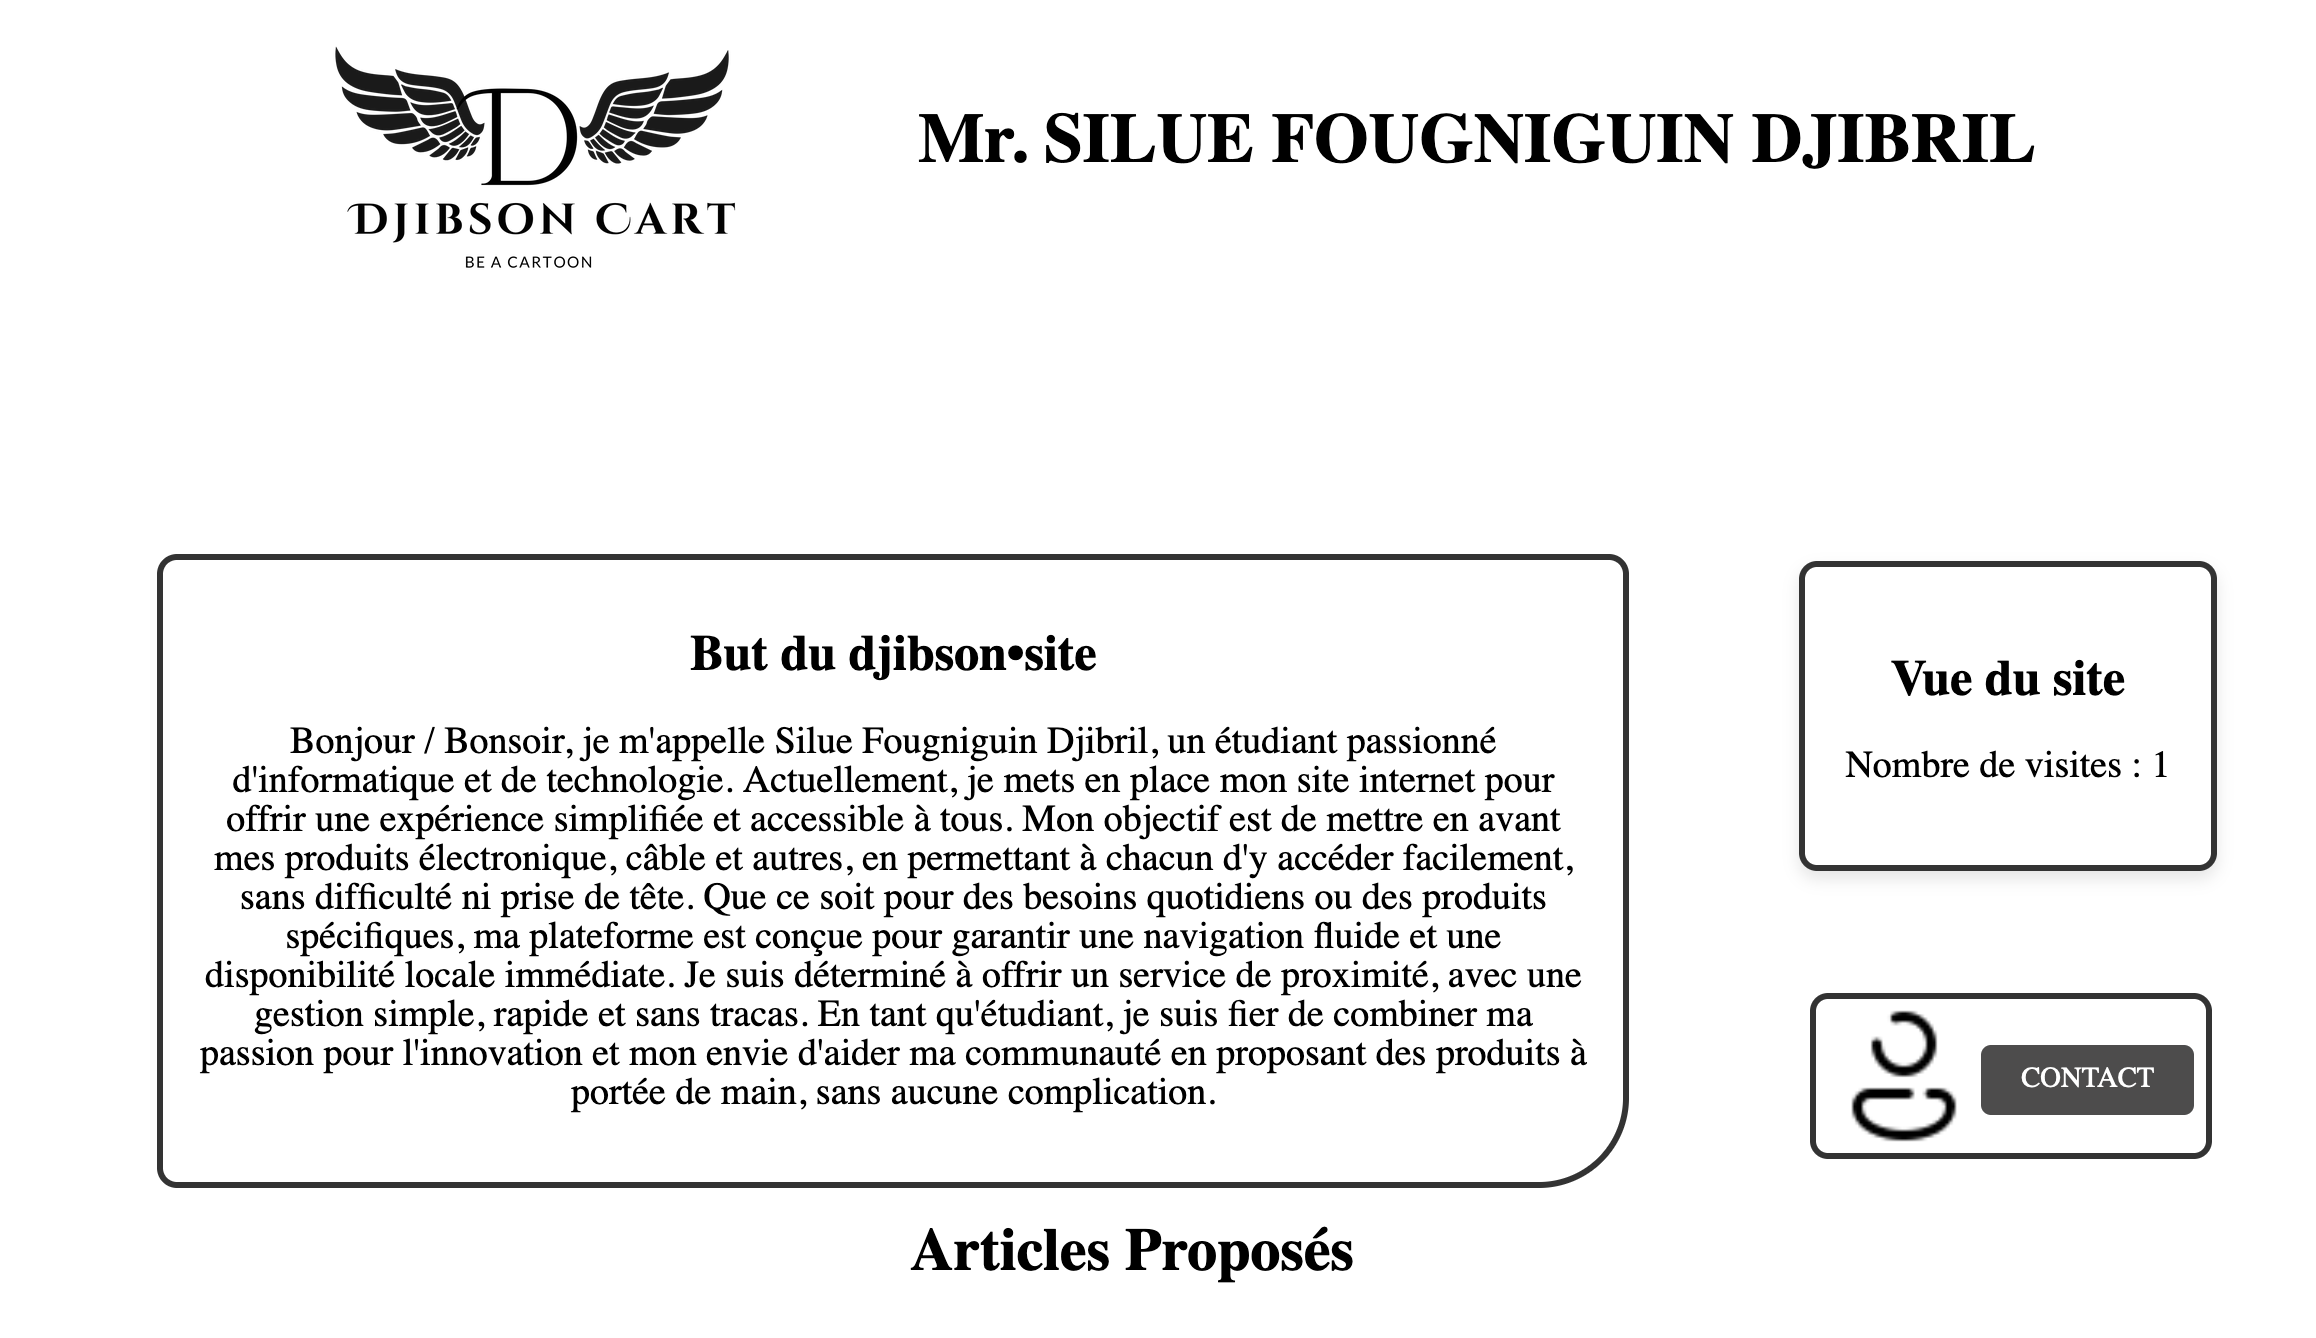 D
DJIBSON CART
BE A CARTOON
Mr. SILUE FOUGNIGUIN DJIBRIL
But du djibson•site
Bonjour / Bonsoir, je m'appelle Silue Fougniguin Djibril, un étudiant passionné
d'informatique et de technologie. Actuellement, je mets en place mon site internet pour
offrir une expérience simplifiée et accessible à tous. Mon objectif est de mettre en avant
mes produits électronique, câble et autres, en permettant à chacun d'y accéder facilement,
sans difficulté ni prise de tête. Que ce soit pour des besoins quotidiens ou des produits
spécifiques, ma plateforme est conçue pour garantir une navigation fluide et une
disponibilité locale immédiate. Je suis déterminé à offrir un service de proximité, avec une
gestion simple, rapide et sans tracas. En tant qu'étudiant, je suis fier de combiner ma
passion pour l'innovation et mon envie d'aider ma communauté en proposant des produits à
portée de main, sans aucune complication.
Vue du site
Nombre de visites : 1
CONTACT
Articles Proposés